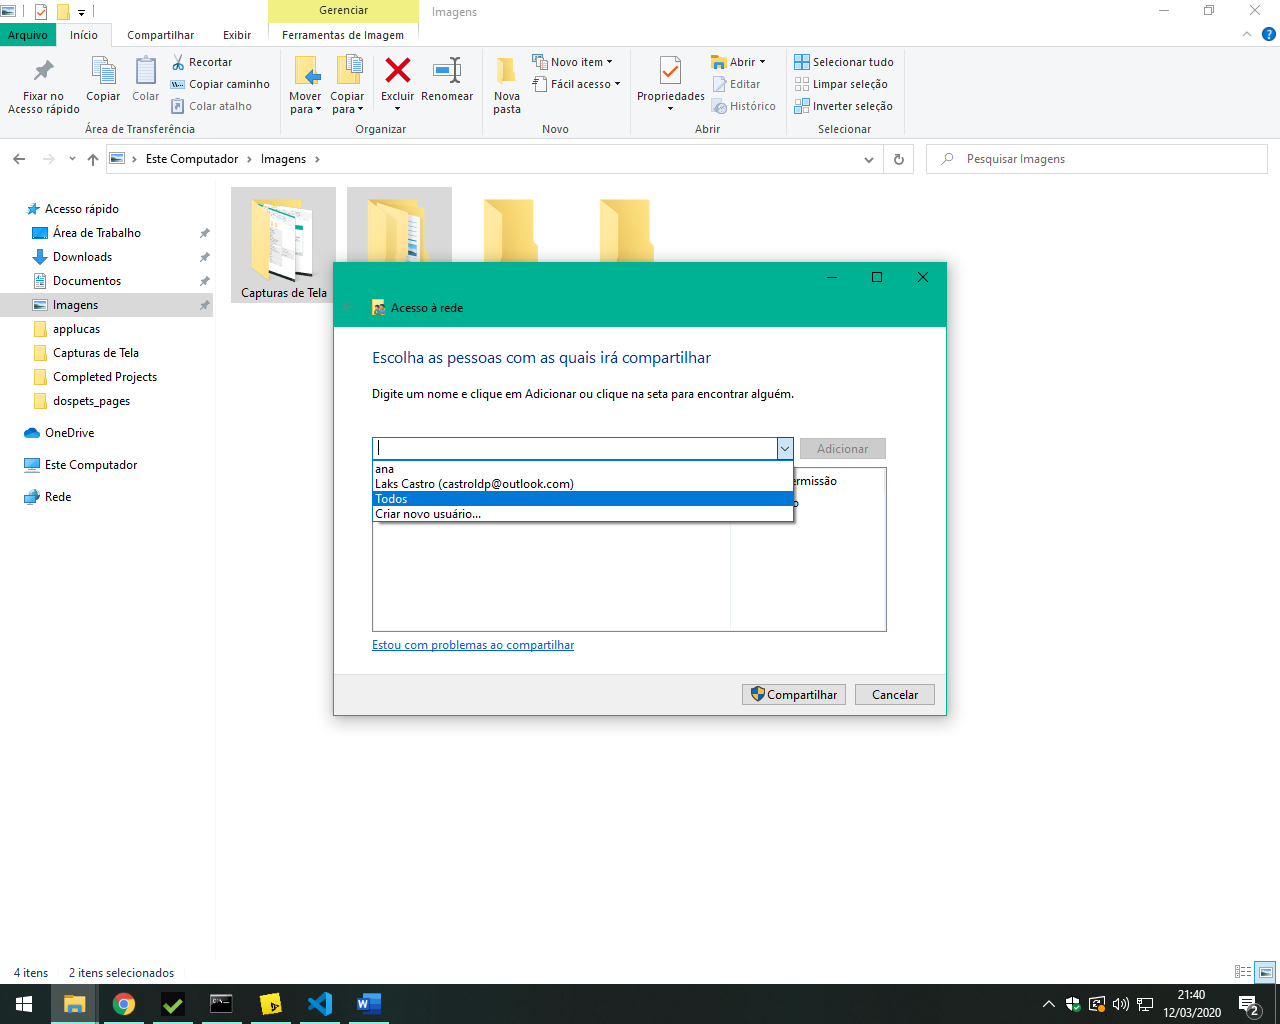 Gerenciar
Imagens
Arquivo
Início
Compartilhar
Exibir
Ferramentas de Imagem
Fixar no
Acesso rápido
Copiar
Colar
Recortar
Copiar caminho
Colar atalho
Área de Transferência
Mover
para
Copiar
para
Excluir
Renomear
Organizar
Nova
pasta
Novo item
Fácil acesso
Novo
Propriedades
Abrir
Editar
Histórico
Abrir
Selecionar tudo
Limpar seleção
Inverter seleção
Selecionar
Este Computador > Imagens >
Pesquisar Imagens
Acesso rápido
Área de Trabalho
Downloads
Documentos
Imagens
applucas
Capturas de Tela
Completed Projects
dospets_pages
OneDrive
Este Computador
Rede
Capturas de Tela
Acesso à rede
Escolha as pessoas com as quais irá compartilhar
Digite um nome e clique em Adicionar ou clique na seta para encontrar alguém.
Adicionar
ana
Laks Castro (castroldp@outlook.com)
Todos
Criar novo usuário...
ermissão
o
Estou com problemas ao compartilhar
Compartilhar
Cancelar
4 itens
2 itens selecionados
21:40
12/03/2020
2